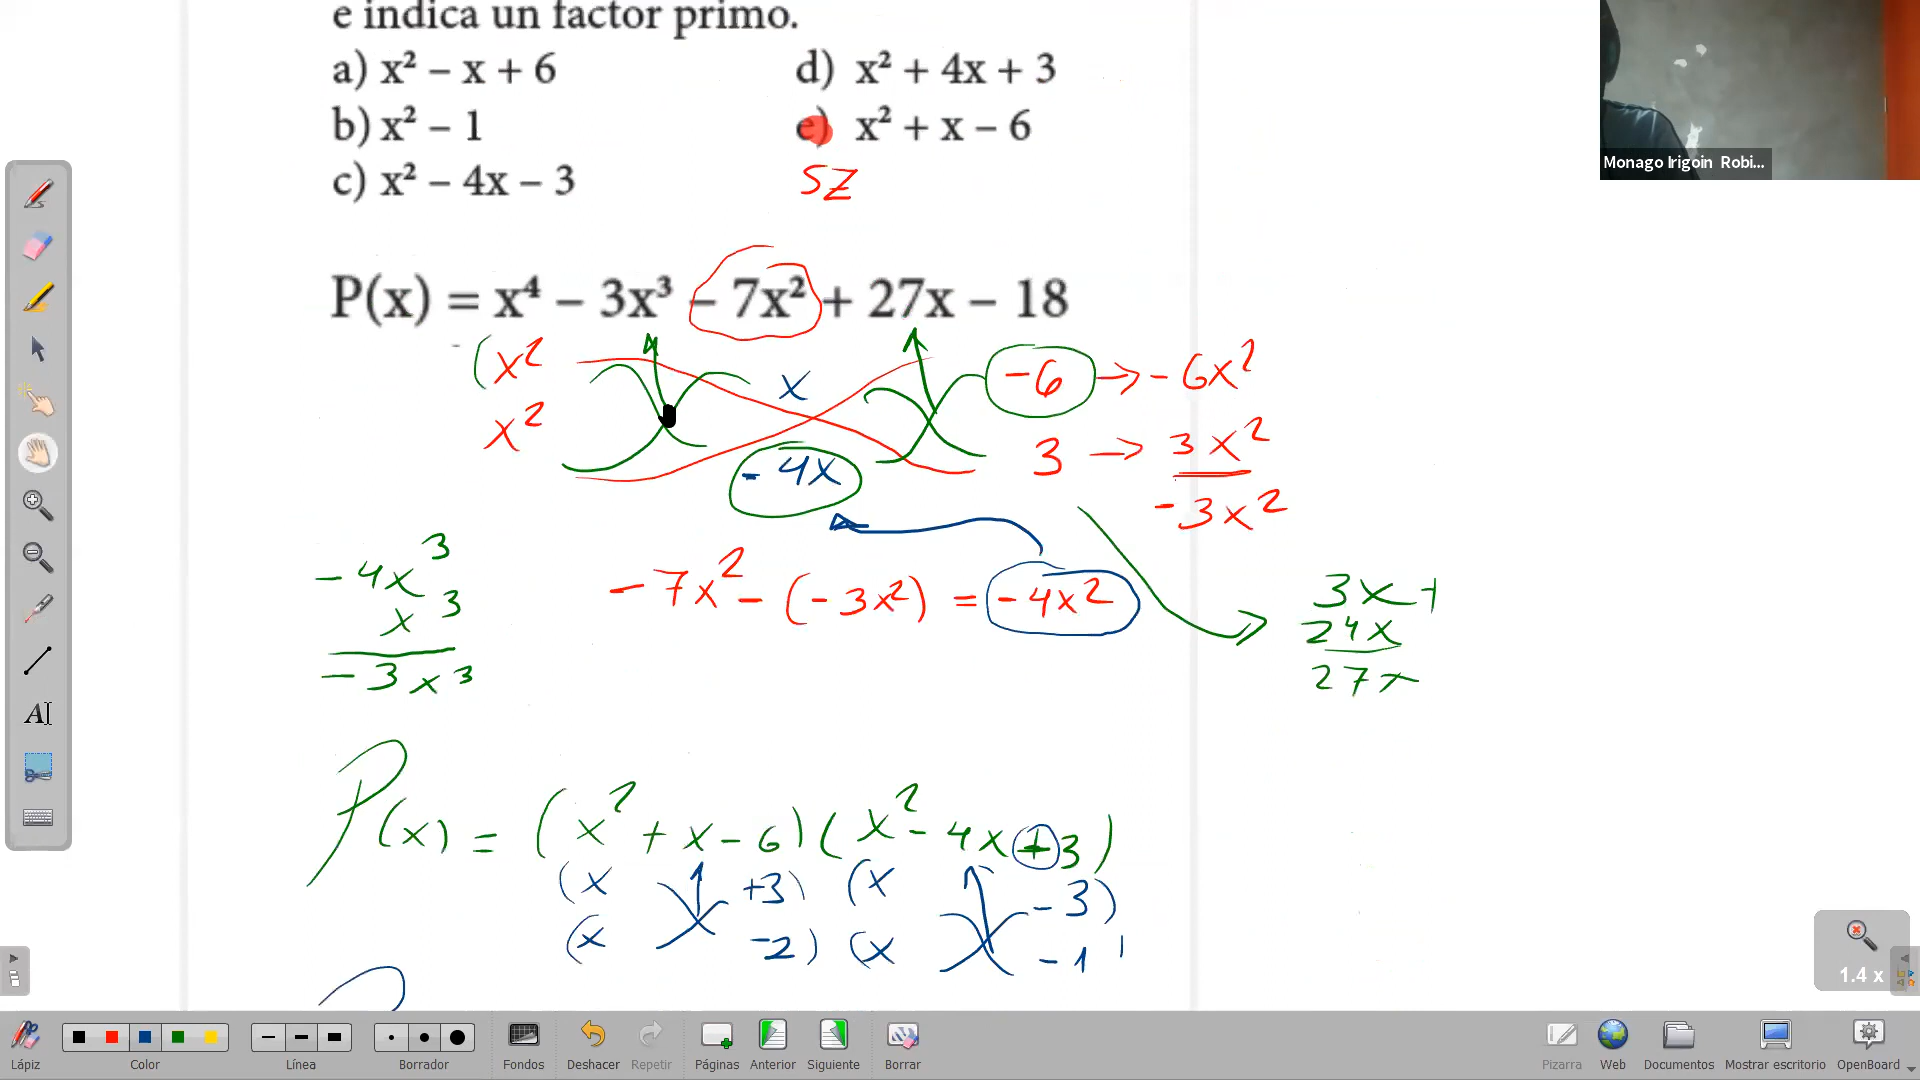 e indica un factor primo.
a) x² – x + 6
d) x² + 4x + 3
b) x² – 1
e) x² + x – 6
c) x² – 4x – 3
SZ
P(x) = x⁴ – 3x³ – 7x² + 27x – 18
(x² x -6 → -6x²
x² -4x 3 → 3x²
-3x²
-4x³
x³
-3x³
-7x² - (-3x²) = -4x²
3x +
24x
27x
P(x) = (x² + x - 6)(x² - 4x + 3)
(x +3) (x -3)
(x -2) (x -1
Monago Irigoin Robi...
1.4 x
Lápiz
Color
Línea
Borrador
Fondos
Deshacer
Repetir
Páginas
Anterior
Siguiente
Borrar
Pizarra
Web
Documentos
Mostrar escritorio
OpenBoard